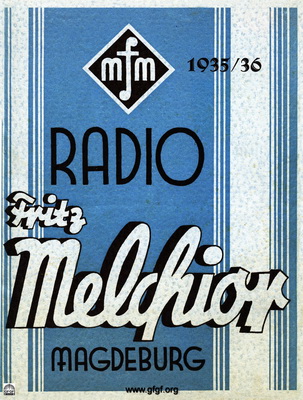 mfm
1935/36
RADIO
Fritz
Melchior
MAGDEBURG
www.gfgf.org